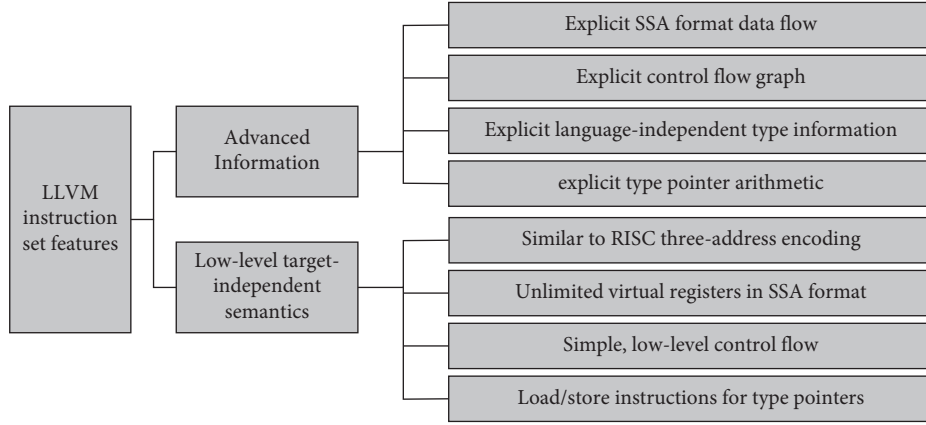 LLVM
instruction
set features
Advanced
Information
Explicit SSA format data flow
Explicit control flow graph
Explicit language-independent type information
explicit type pointer arithmetic
Low-level target-
independent
semantics
Similar to RISC three-address encoding
Unlimited virtual registers in SSA format
Simple, low-level control flow
Load/store instructions for type pointers